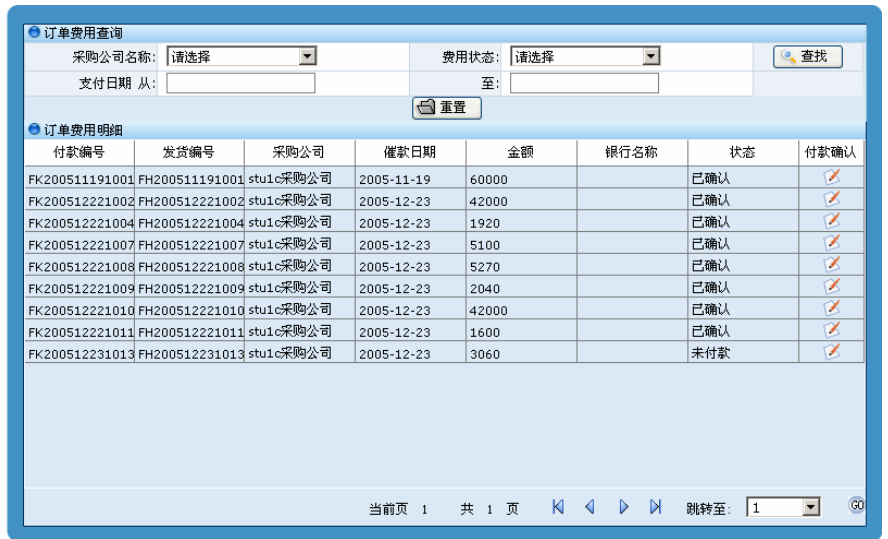 订单费用查询
采购公司名称: 请选择 费用状态: 请选择 查找
支付日期 从: 至:
重置
订单费用明细
付款编号 发货编号 采购公司 催款日期 金额 银行名称 状态 付款确认
FK200511191001 FH200511191001 stu1c采购公司 2005-11-19 60000 已确认
FK200512221002 FH200512221002 stu1c采购公司 2005-12-23 42000 已确认
FK200512221004 FH200512221004 stu1c采购公司 2005-12-23 1920 已确认
FK200512221007 FH200512221007 stu1c采购公司 2005-12-23 5100 已确认
FK200512221008 FH200512221008 stu1c采购公司 2005-12-23 5270 已确认
FK200512221009 FH200512221009 stu1c采购公司 2005-12-23 2040 已确认
FK200512221010 FH200512221010 stu1c采购公司 2005-12-23 42000 已确认
FK200512221011 FH200512221011 stu1c采购公司 2005-12-23 1600 已确认
FK200512231013 FH200512231013 stu1c采购公司 2005-12-23 3060 未付款
当前页 1 共 1 页 跳转至: 1 GO